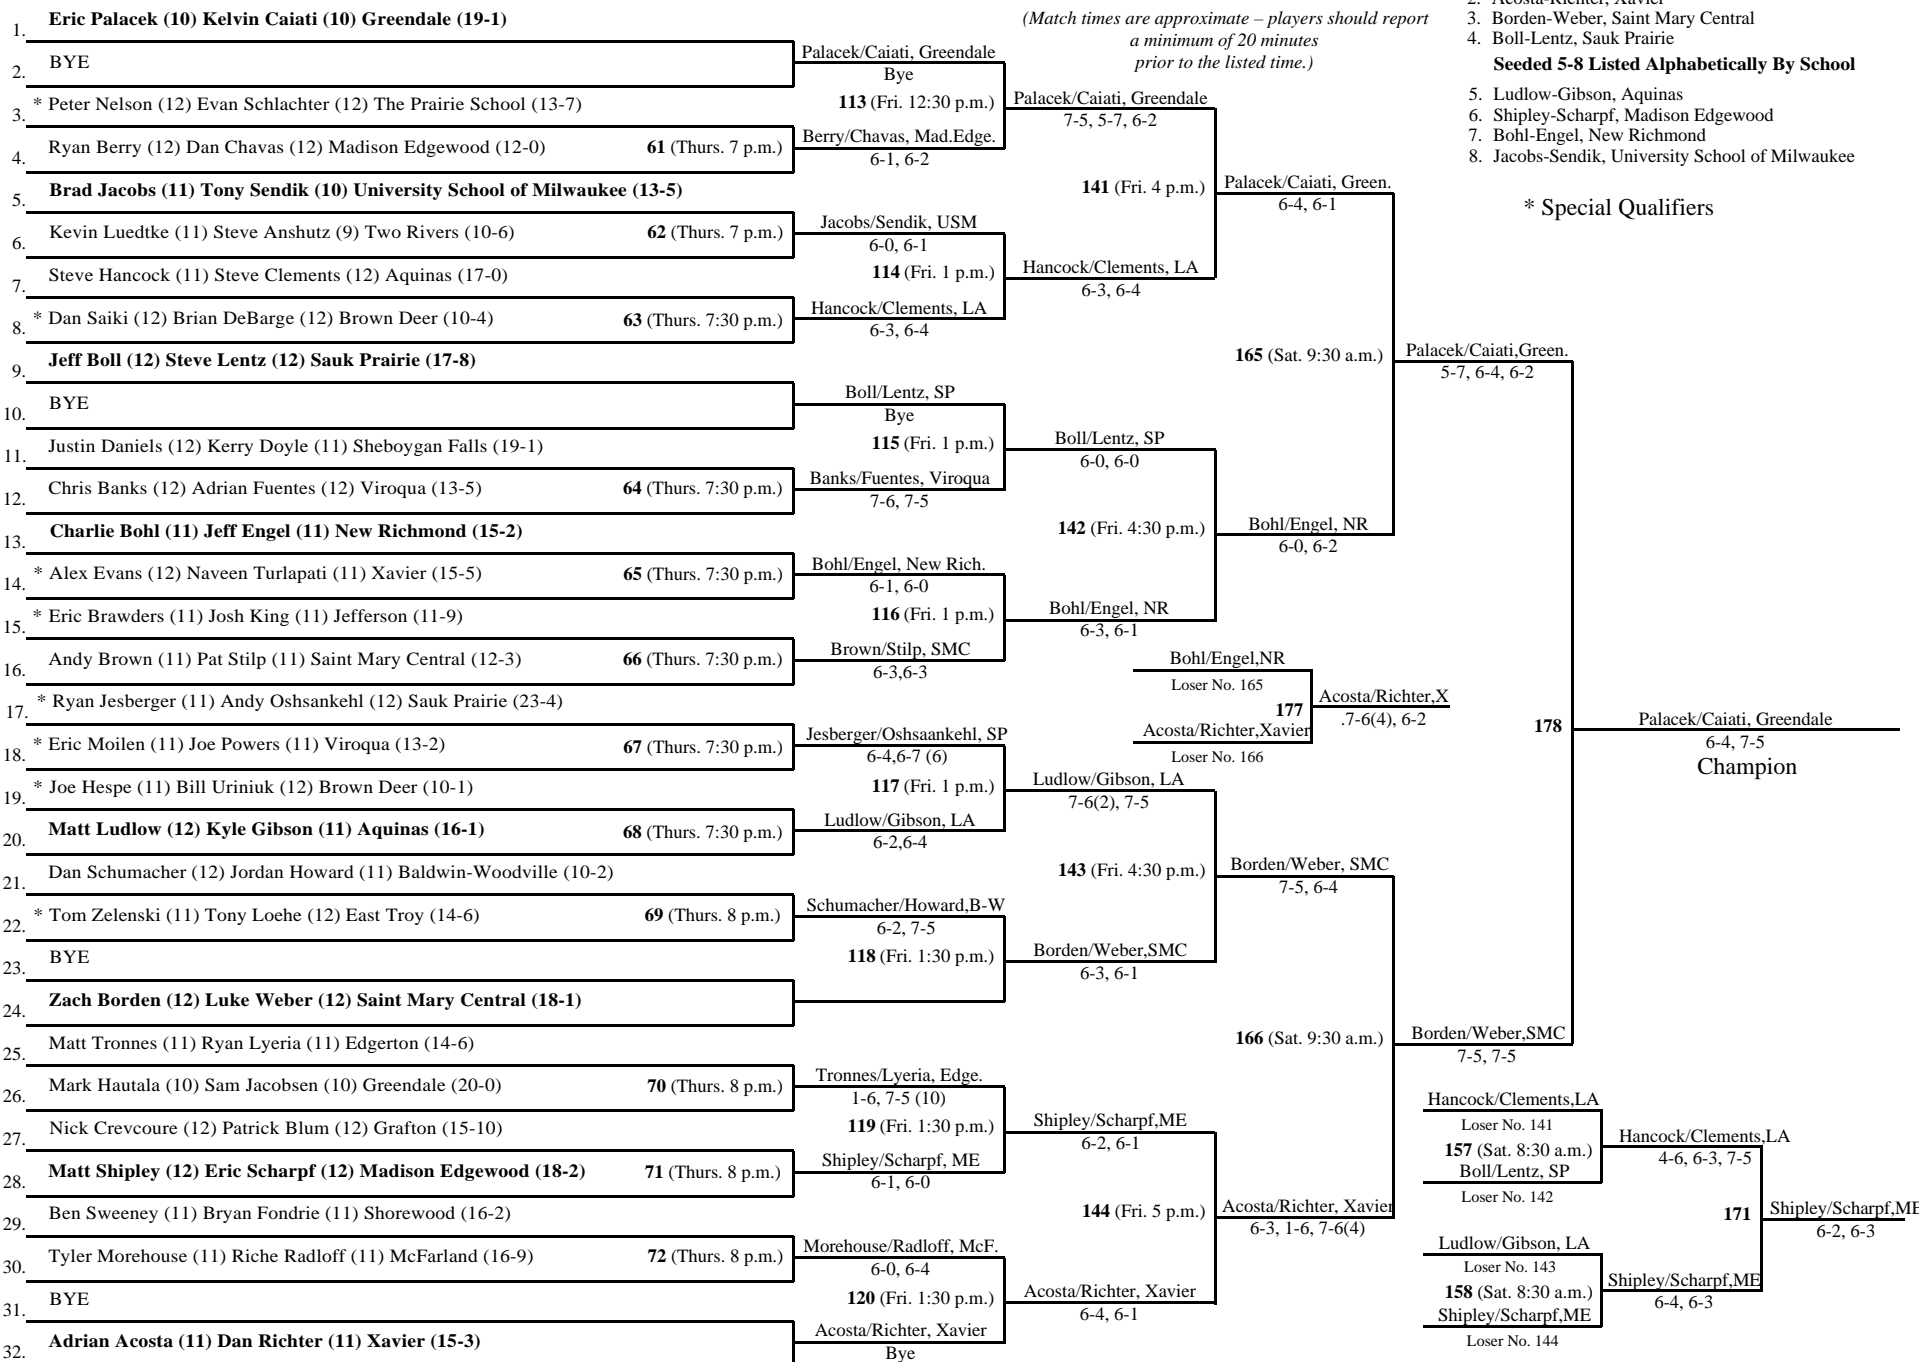 1. Eric Palacek (10) Kelvin Caiati (10) Greendale (19-1)
2. BYE
3. * Peter Nelson (12) Evan Schlachter (12) The Prairie School (13-7)
4. Ryan Berry (12) Dan Chavas (12) Madison Edgewood (12-0) 61 (Thurs. 7 p.m.)
5. Brad Jacobs (11) Tony Sendik (10) University School of Milwaukee (13-5)
6. Kevin Luedtke (11) Steve Anshutz (9) Two Rivers (10-6) 62 (Thurs. 7 p.m.)
7. Steve Hancock (11) Steve Clements (12) Aquinas (17-0)
8. * Dan Saiki (12) Brian DeBarge (12) Brown Deer (10-4) 63 (Thurs. 7:30 p.m.)
9. Jeff Boll (12) Steve Lentz (12) Sauk Prairie (17-8)
10. BYE
11. Justin Daniels (12) Kerry Doyle (11) Sheboygan Falls (19-1)
12. Chris Banks (12) Adrian Fuentes (12) Viroqua (13-5) 64 (Thurs. 7:30 p.m.)
13. Charlie Bohl (11) Jeff Engel (11) New Richmond (15-2)
14. * Alex Evans (12) Naveen Turlapati (11) Xavier (15-5) 65 (Thurs. 7:30 p.m.)
15. * Eric Brawders (11) Josh King (11) Jefferson (11-9)
16. Andy Brown (11) Pat Stilp (11) Saint Mary Central (12-3) 66 (Thurs. 7:30 p.m.)
17. * Ryan Jesberger (11) Andy Oshsankehl (12) Sauk Prairie (23-4)
18. * Eric Moilen (11) Joe Powers (11) Viroqua (13-2) 67 (Thurs. 7:30 p.m.)
19. * Joe Hespe (11) Bill Uriniuk (12) Brown Deer (10-1)
20. Matt Ludlow (12) Kyle Gibson (11) Aquinas (16-1) 68 (Thurs. 7:30 p.m.)
21. Dan Schumacher (12) Jordan Howard (11) Baldwin-Woodville (10-2)
22. * Tom Zelenski (11) Tony Loehe (12) East Troy (14-6) 69 (Thurs. 8 p.m.)
23. BYE
24. Zach Borden (12) Luke Weber (12) Saint Mary Central (18-1)
25. Matt Tronnes (11) Ryan Lyeria (11) Edgerton (14-6)
26. Mark Hautala (10) Sam Jacobsen (10) Greendale (20-0) 70 (Thurs. 8 p.m.)
27. Nick Crevcoure (12) Patrick Blum (12) Grafton (15-10)
28. Matt Shipley (12) Eric Scharpf (12) Madison Edgewood (18-2) 71 (Thurs. 8 p.m.)
29. Ben Sweeney (11) Bryan Fondrie (11) Shorewood (16-2)
30. Tyler Morehouse (11) Riche Radloff (11) McFarland (16-9) 72 (Thurs. 8 p.m.)
31. BYE
32. Adrian Acosta (11) Dan Richter (11) Xavier (15-3)
Palacek/Caiati, Greendale
Bye
113 (Fri. 12:30 p.m.)
Berry/Chavas, Mad.Edge.
6-1, 6-2
Jacobs/Sendik, USM
6-0, 6-1
114 (Fri. 1 p.m.)
Hancock/Clements, LA
6-3, 6-4
Boll/Lentz, SP
Bye
115 (Fri. 1 p.m.)
Banks/Fuentes, Viroqua
7-6, 7-5
Bohl/Engel, New Rich.
6-1, 6-0
116 (Fri. 1 p.m.)
Brown/Stilp, SMC
6-3,6-3
Jesberger/Oshsaankehl, SP
6-4,6-7 (6)
117 (Fri. 1 p.m.)
Ludlow/Gibson, LA
6-2,6-4
Schumacher/Howard,B-W
6-2, 7-5
118 (Fri. 1:30 p.m.)
Tronnes/Lyeria, Edge.
1-6, 7-5 (10)
119 (Fri. 1:30 p.m.)
Shipley/Scharpf, ME
6-1, 6-0
Morehouse/Radloff, McF.
6-0, 6-4
120 (Fri. 1:30 p.m.)
Acosta/Richter, Xavier
Bye
(Match times are approximate – players should report
a minimum of 20 minutes
prior to the listed time.)
Palacek/Caiati, Greendale
7-5, 5-7, 6-2
141 (Fri. 4 p.m.)
Hancock/Clements, LA
6-3, 6-4
Boll/Lentz, SP
6-0, 6-0
142 (Fri. 4:30 p.m.)
Bohl/Engel, NR
6-3, 6-1
Ludlow/Gibson, LA
7-6(2), 7-5
143 (Fri. 4:30 p.m.)
Borden/Weber,SMC
6-3, 6-1
Shipley/Scharpf,ME
6-2, 6-1
144 (Fri. 5 p.m.)
Acosta/Richter, Xavier
6-4, 6-1
Palacek/Caiati, Green.
6-4, 6-1
165 (Sat. 9:30 a.m.)
Bohl/Engel, NR
6-0, 6-2
Bohl/Engel,NR
Loser No. 165
177
Acosta/Richter,Xavier
Loser No. 166
Acosta/Richter,X
.7-6(4), 6-2
Borden/Weber, SMC
7-5, 6-4
166 (Sat. 9:30 a.m.)
Acosta/Richter, Xavier
6-3, 1-6, 7-6(4)
Palacek/Caiati,Green.
5-7, 6-4, 6-2
178
Borden/Weber,SMC
7-5, 7-5
Palacek/Caiati, Greendale
6-4, 7-5
Champion
2. Acosta-Richter, Xavier
3. Borden-Weber, Saint Mary Central
4. Boll-Lentz, Sauk Prairie
Seeded 5-8 Listed Alphabetically By School
5. Ludlow-Gibson, Aquinas
6. Shipley-Scharpf, Madison Edgewood
7. Bohl-Engel, New Richmond
8. Jacobs-Sendik, University School of Milwaukee
* Special Qualifiers
Hancock/Clements,LA
Loser No. 141
157 (Sat. 8:30 a.m.)
Boll/Lentz, SP
Loser No. 142
Hancock/Clements,LA
4-6, 6-3, 7-5
171
Ludlow/Gibson, LA
Loser No. 143
158 (Sat. 8:30 a.m.)
Shipley/Scharpf,ME
Loser No. 144
Shipley/Scharpf,ME
6-4, 6-3
Shipley/Scharpf,ME
6-2, 6-3